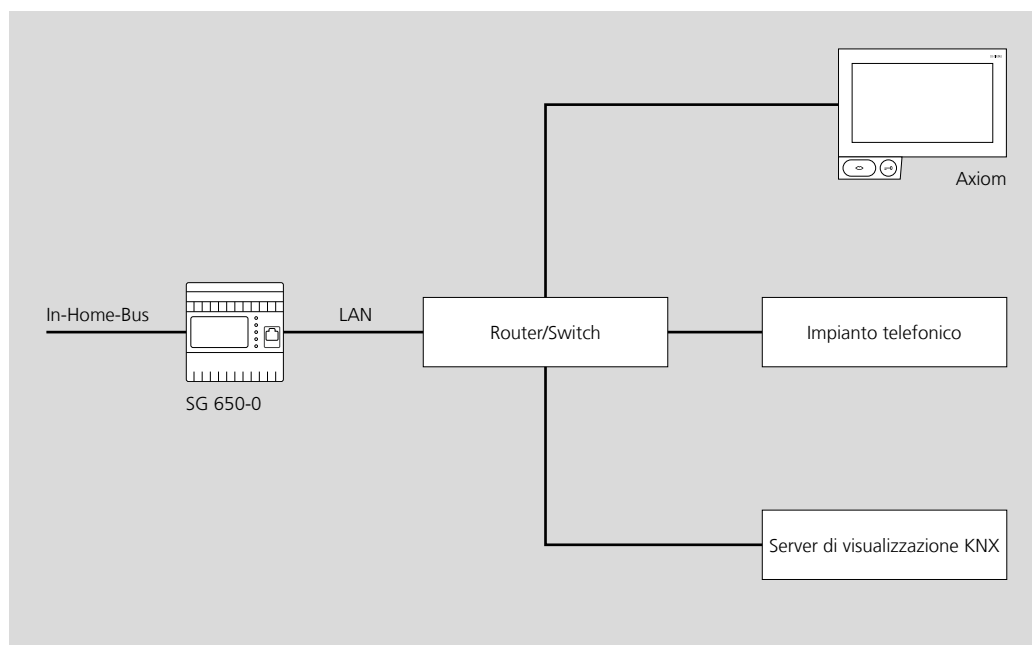 Axiom
In-Home-Bus
LAN
Router/Switch
Impianto telefonico
SG 650-0
Server di visualizzazione KNX